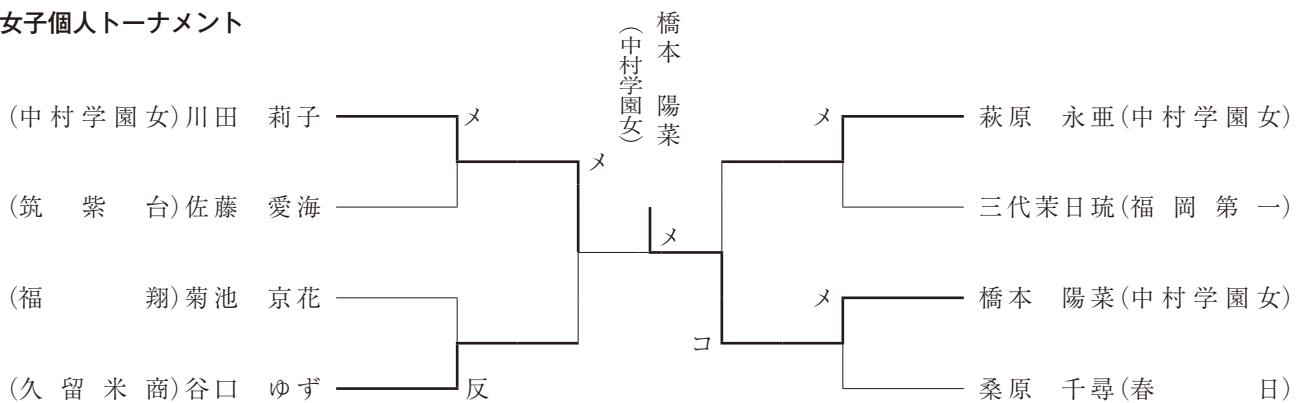 女子個人トーナメント
橋本 陽菜
(中村学園女)
(中村学園女)川田 莉子
メ
メ
萩原 永亜(中村学園女)
メ
(筑紫台)佐藤 愛海
三代茉日琉(福岡第一)
メ
(福翔)菊池 京花
メ
橋本 陽菜(中村学園女)
コ
(久留米商)谷口 ゆず
反
桑原 千尋(春日)